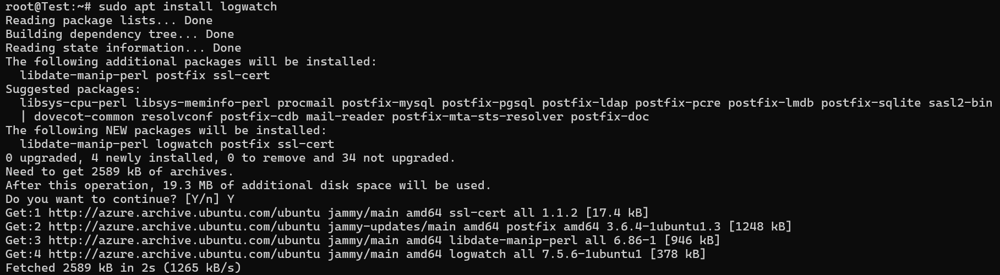 root@Test:~# sudo apt install logwatch
Reading package lists... Done
Building dependency tree... Done
Reading state information... Done
The following additional packages will be installed:
  libdate-manip-perl postfix ssl-cert
Suggested packages:
  libsys-cpu-perl libsys-meminfo-perl procmail postfix-mysql postfix-pgsql postfix-ldap postfix-pcre postfix-lmdb postfix-sqlite sasl2-bin
  | dovecot-common resolvconf postfix-cdb mail-reader postfix-mta-sts-resolver postfix-doc
The following NEW packages will be installed:
  libdate-manip-perl logwatch postfix ssl-cert
0 upgraded, 4 newly installed, 0 to remove and 34 not upgraded.
Need to get 2589 kB of archives.
After this operation, 19.3 MB of additional disk space will be used.
Do you want to continue? [Y/n] Y
Get:1 http://azure.archive.ubuntu.com/ubuntu jammy/main amd64 ssl-cert all 1.1.2 [17.4 kB]
Get:2 http://azure.archive.ubuntu.com/ubuntu jammy-updates/main amd64 postfix amd64 3.6.4-1ubuntu1.3 [1248 kB]
Get:3 http://azure.archive.ubuntu.com/ubuntu jammy/main amd64 libdate-manip-perl all 6.86-1 [946 kB]
Get:4 http://azure.archive.ubuntu.com/ubuntu jammy/main amd64 logwatch all 7.5.6-1ubuntu1 [378 kB]
Fetched 2589 kB in 2s (1265 kB/s)